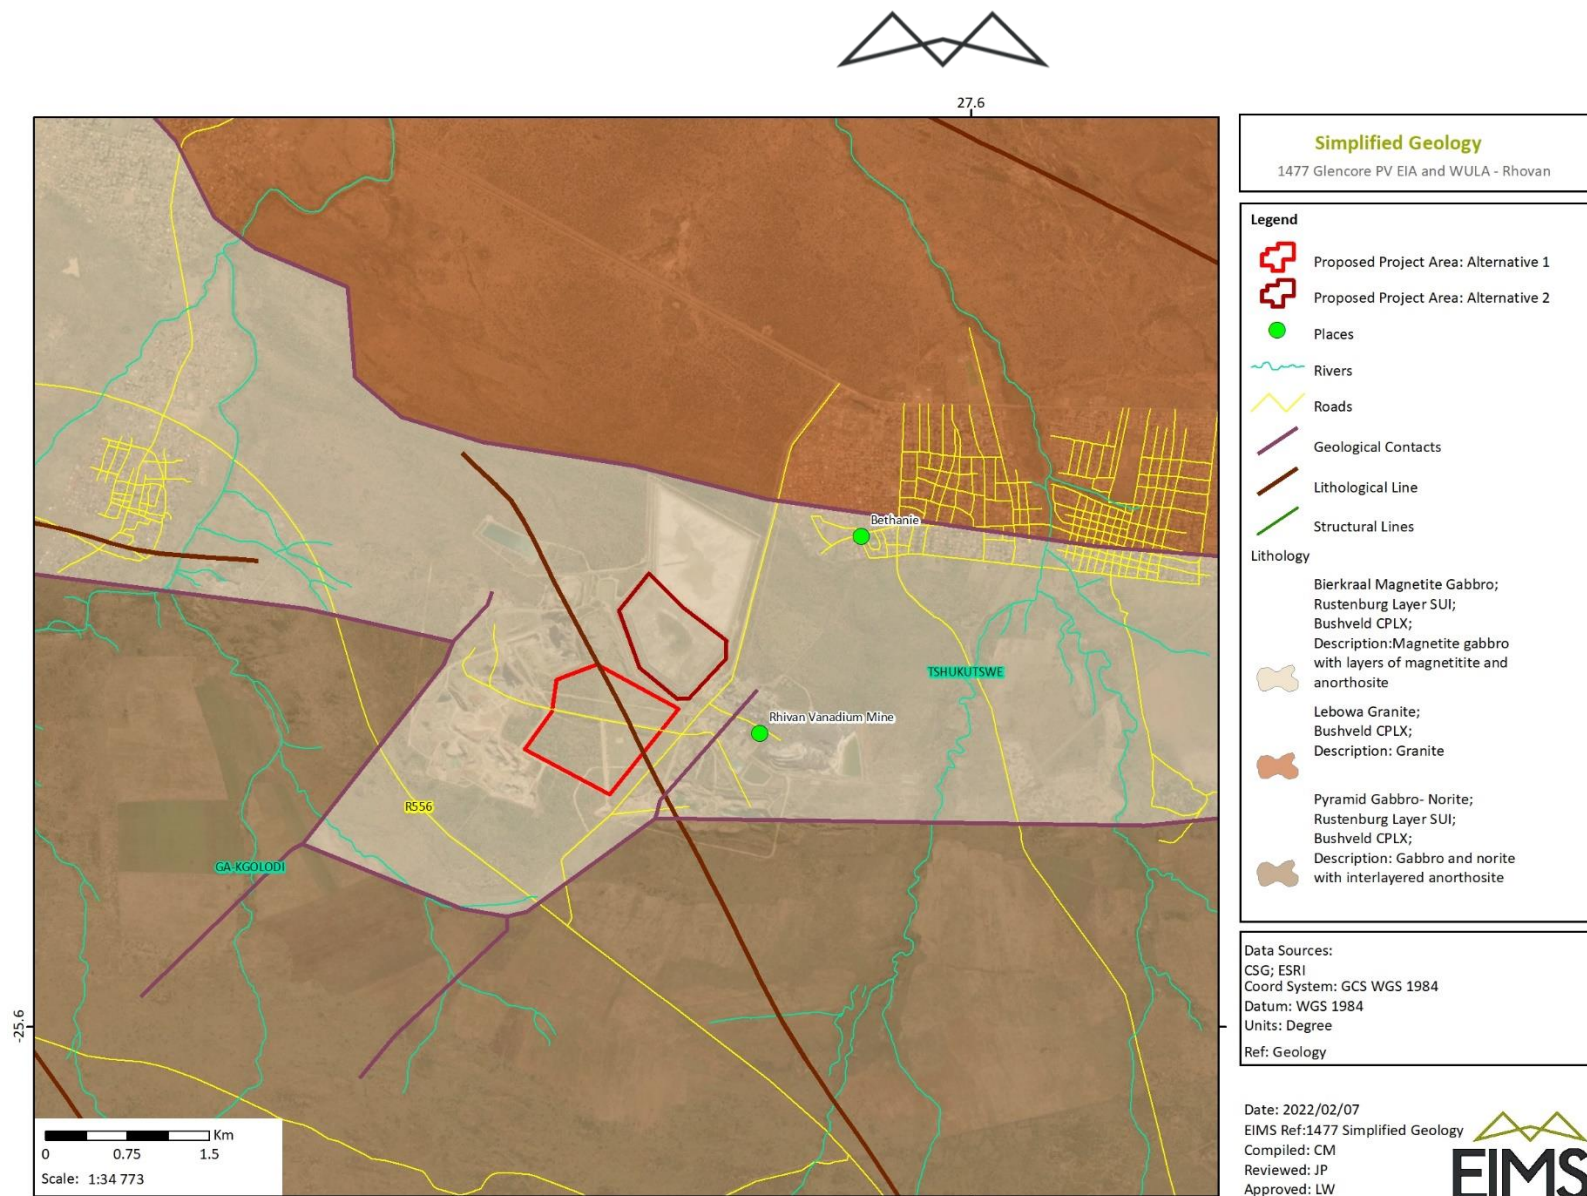 27.6
Simplified Geology
1477 Glencore PV EIA and WULA - Rhovan
Legend
Proposed Project Area: Alternative 1
Proposed Project Area: Alternative 2
Places
Rivers
Roads
Geological Contacts
Lithological Line
Structural Lines
Lithology
Bierkraal Magnetite Gabbro;
Rustenburg Layer SUI;
Bushveld CPLX;
Description:Magnetite gabbro
with layers of magnetitite and
anorthosite
Lebowa Granite;
Bushveld CPLX;
Description: Granite
Pyramid Gabbro- Norite;
Rustenburg Layer SUI;
Bushveld CPLX;
Description: Gabbro and norite
with interlayered anorthosite
Bethanie
TSHUKUTSWE
Rhivan Vanadium Mine
R556
GA-KGOLODI
-25.6
Data Sources:
CSG; ESRI
Coord System: GCS WGS 1984
Datum: WGS 1984
Units: Degree
Ref: Geology
Km
0 0.75 1.5
Scale: 1:34 773
Date: 2022/02/07
EIMS Ref:1477 Simplified Geology
Compiled: CM
Reviewed: JP
Approved: LW
EIMS